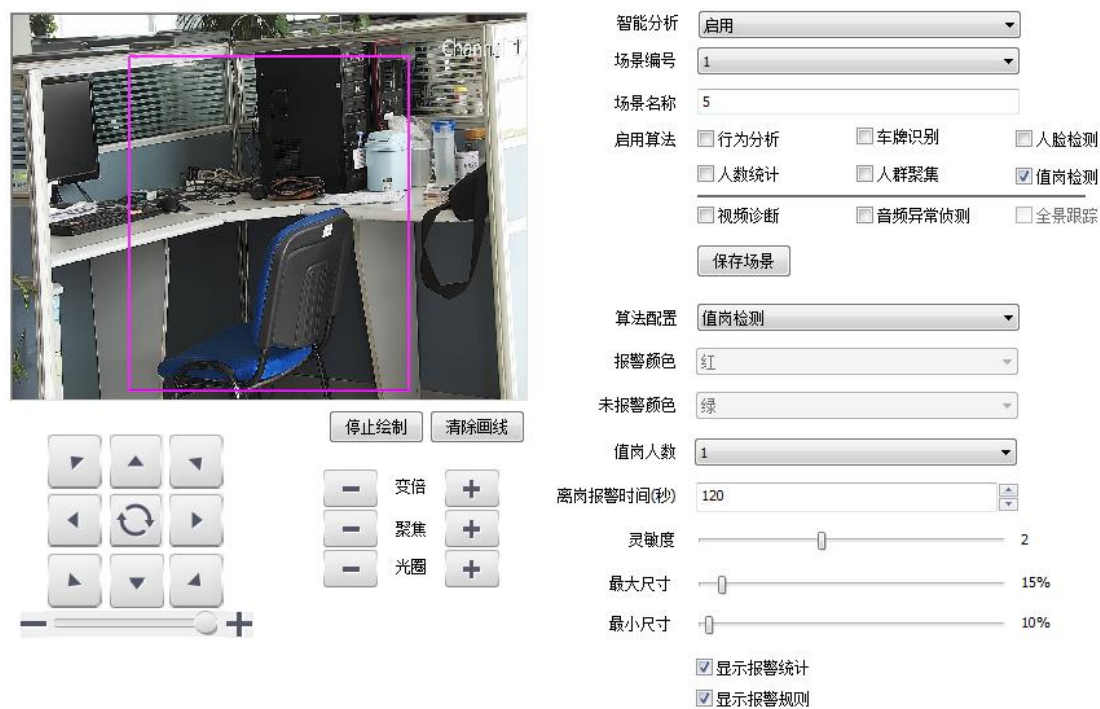 Channel 1
智能分析 启用
场景编号 1
场景名称 5
启用算法 行为分析 车牌识别 人脸检测
人数统计 人群聚集 值岗检测
视频诊断 音频异常侦测 全景跟踪
保存场景
算法配置 值岗检测
报警颜色 红
未报警颜色 绿
停止绘制 清除画线
值岗人数 1
变倍
离岗报警时间(秒) 120
聚焦
灵敏度 2
光圈
最大尺寸 15%
最小尺寸 10%
显示报警统计
显示报警规则